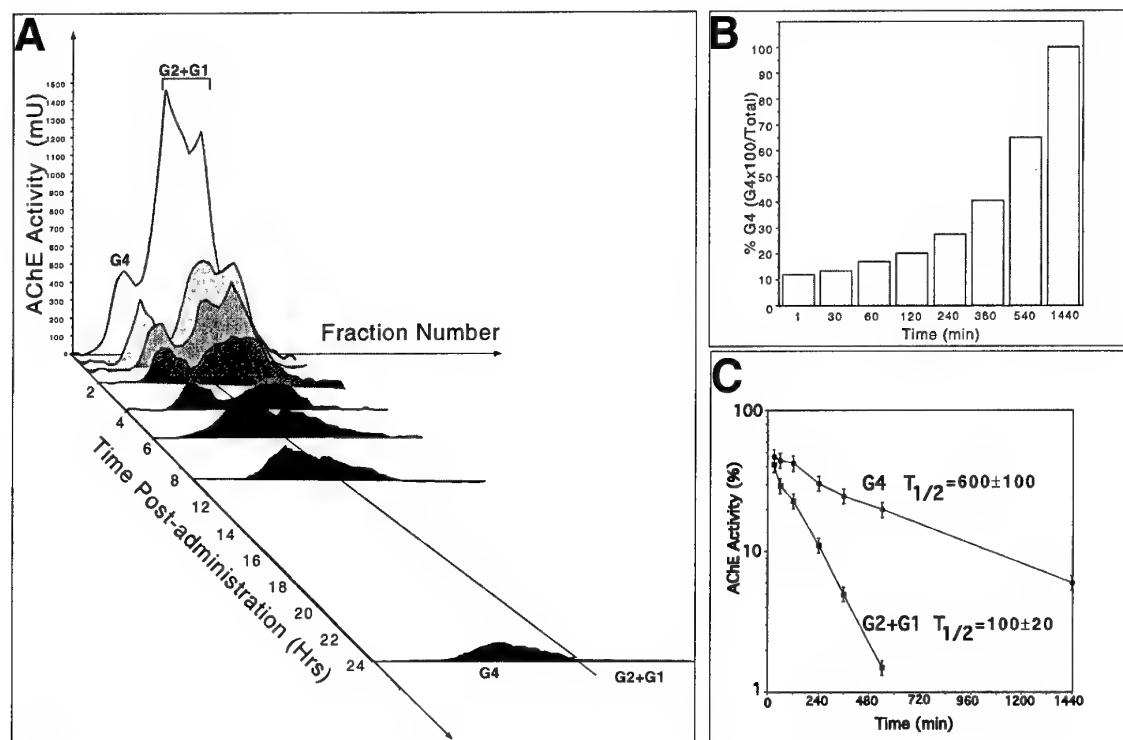 A
G2+G1
1500
1400
1300
1200
1100
1000
900
800
700
600
500
400
300
200
100
0
AChE Activity (mU)
G4
Fraction Number
2
4
6
8
12
14
16
18
20
22
24
Time Post-administration (Hrs)
G4
G2+G1
B
100
90
80
70
60
50
40
30
20
10
0
% G4 (G4x100/Total)
1 30 60 120 240 360 540 1440
Time (min)
C
100
10
1
AChE Activity (%)
G4 T1/2=600±100
G2+G1 T1/2=100±20
0 240 480 720 960 1200 1440
Time (min)